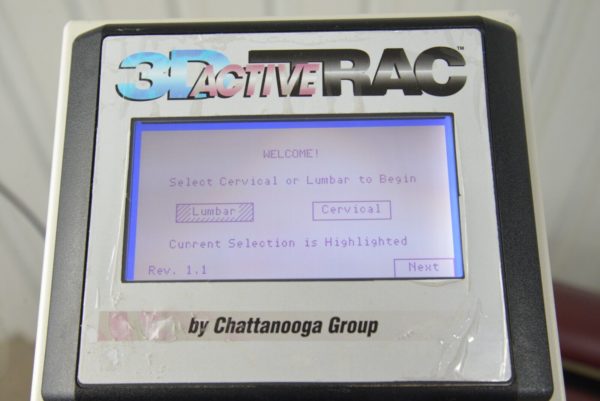 3D ACTIVE TRAC™
WELCOME!
Select Cervical or Lumbar to Begin
Lumbar Cervical
Current Selection is Highlighted
Rev. 1.1 Next
by Chattanooga Group